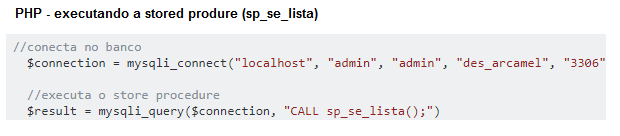 PHP - executando a stored produre (sp_se_lista)
//conecta no banco
$connection = mysqli_connect("localhost", "admin", "admin", "des_arcamel", "3306"
//executa o store procedure
$result = mysqli_query($connection, "CALL sp_se_lista();")